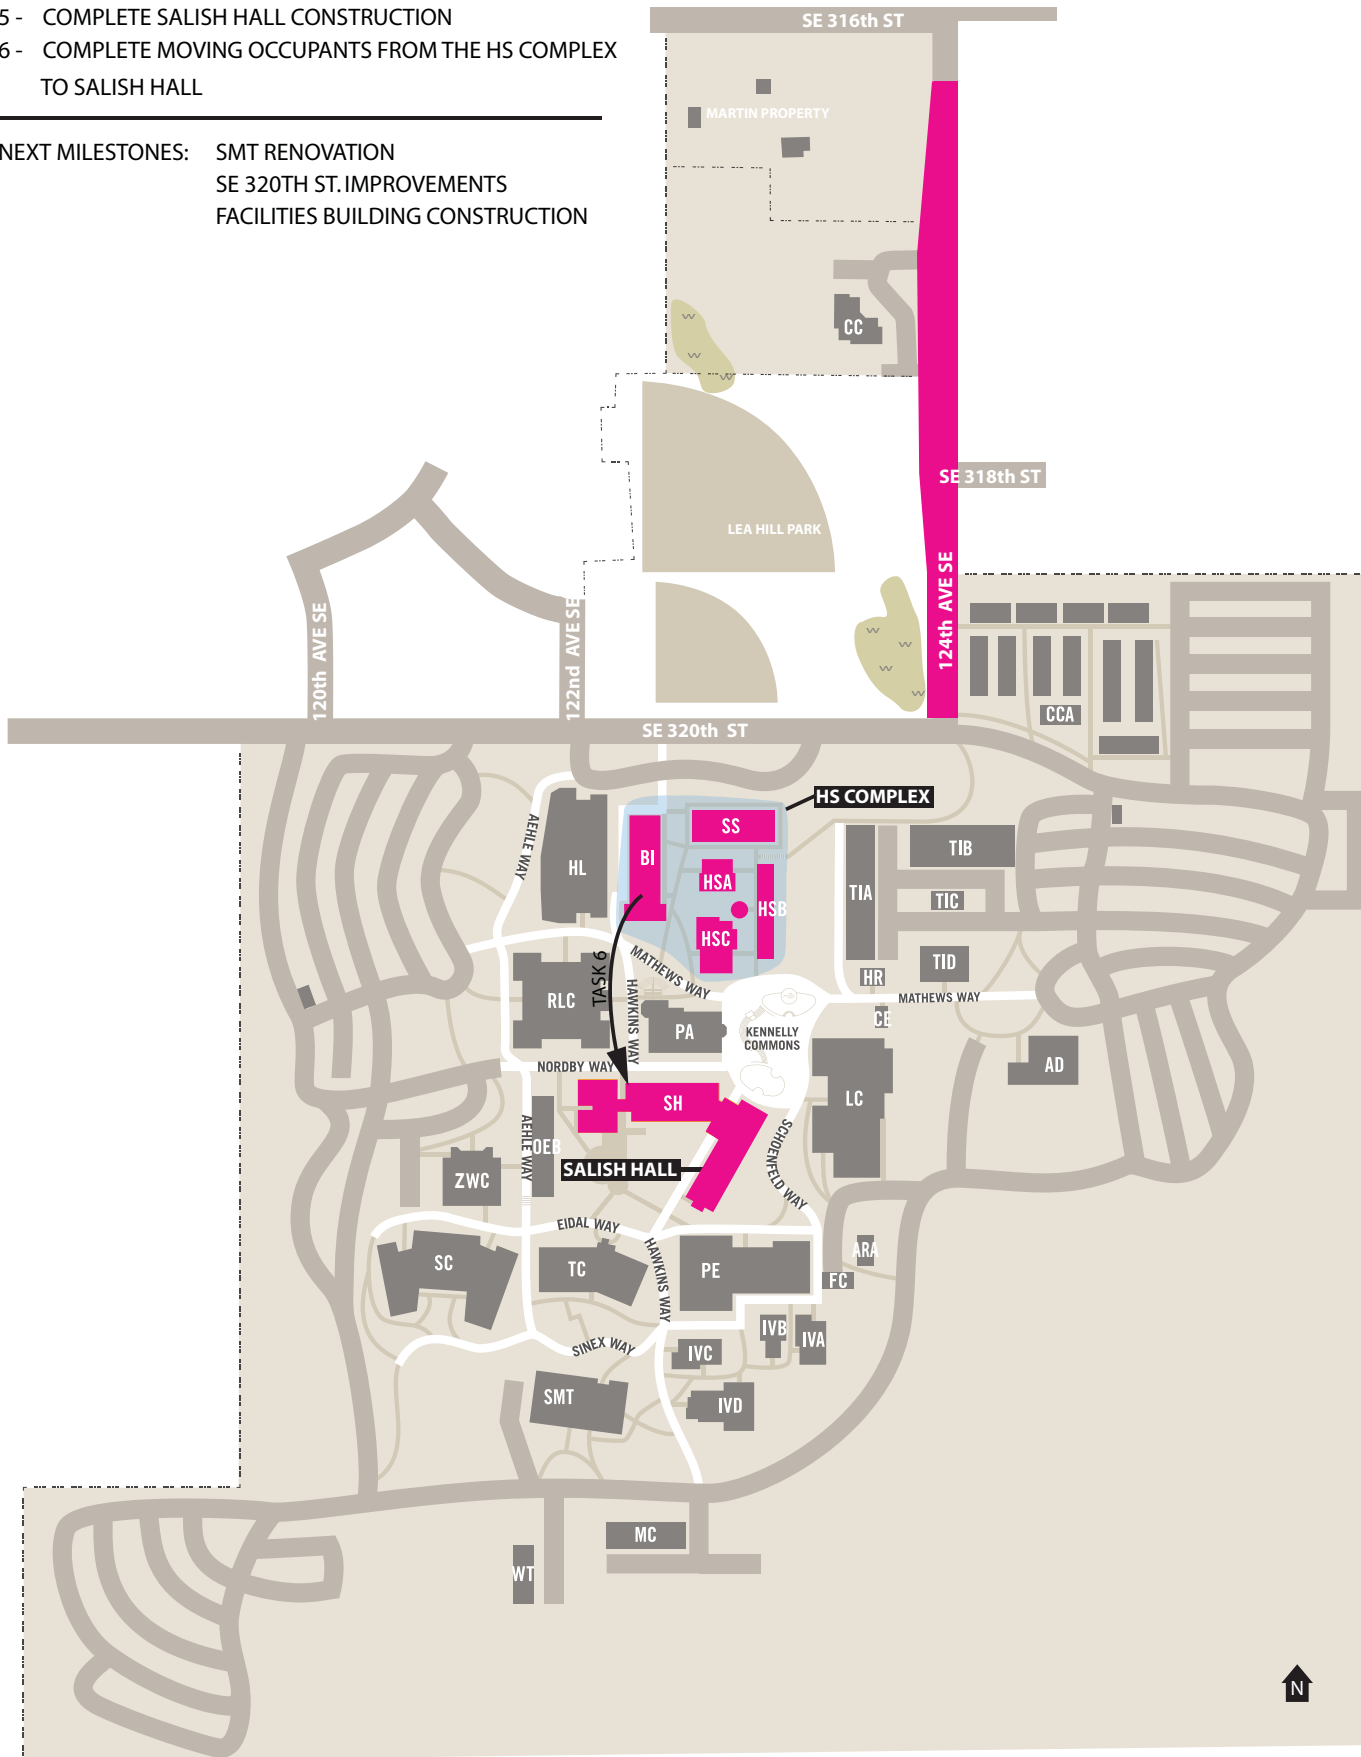 5 - COMPLETE SALISH HALL CONSTRUCTION
6 - COMPLETE MOVING OCCUPANTS FROM THE HS COMPLEX
TO SALISH HALL
NEXT MILESTONES: SMT RENOVATION
SE 320TH ST. IMPROVEMENTS
FACILITIES BUILDING CONSTRUCTION
SE 316th ST
MARTIN PROPERTY
CC
SE 318th ST
LEA HILL PARK
124th AVE SE
120th AVE SE
122nd AVE SE
CCA
SE 320th ST
HS COMPLEX
SS
AEHLE WAY
HL
BI
HSA
HSB
HSC
TIA
TIB
TIC
TID
HR
MATHEWS WAY
TASK 6
HAWKINS WAY
RLC
PA
KENNELLY
COMMONS
MATHEWS WAY
CE
AD
NORDBY WAY
LC
SH
AEHLE WAY
OEB
SCHOENFELD WAY
SALISH HALL
ZWC
EIDAL WAY
HAWKINS WAY
ARA
SC
TC
PE
FC
IVB
IVA
SINEX WAY
IVC
SMT
IVD
MC
WT
N